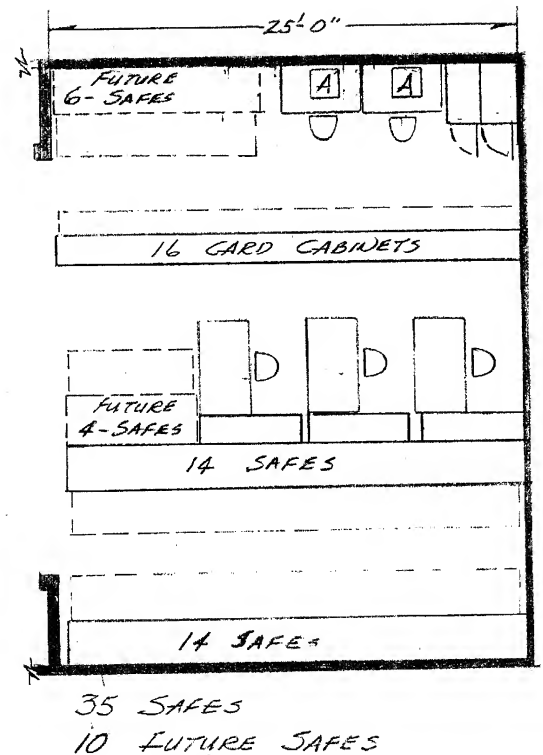 25'-0"
FUTURE
6-SAFES
A A
16 CARD CABINETS
FUTURE
4-SAFES
14 SAFES
14 SAFES
35 SAFES
10 FUTURE SAFES